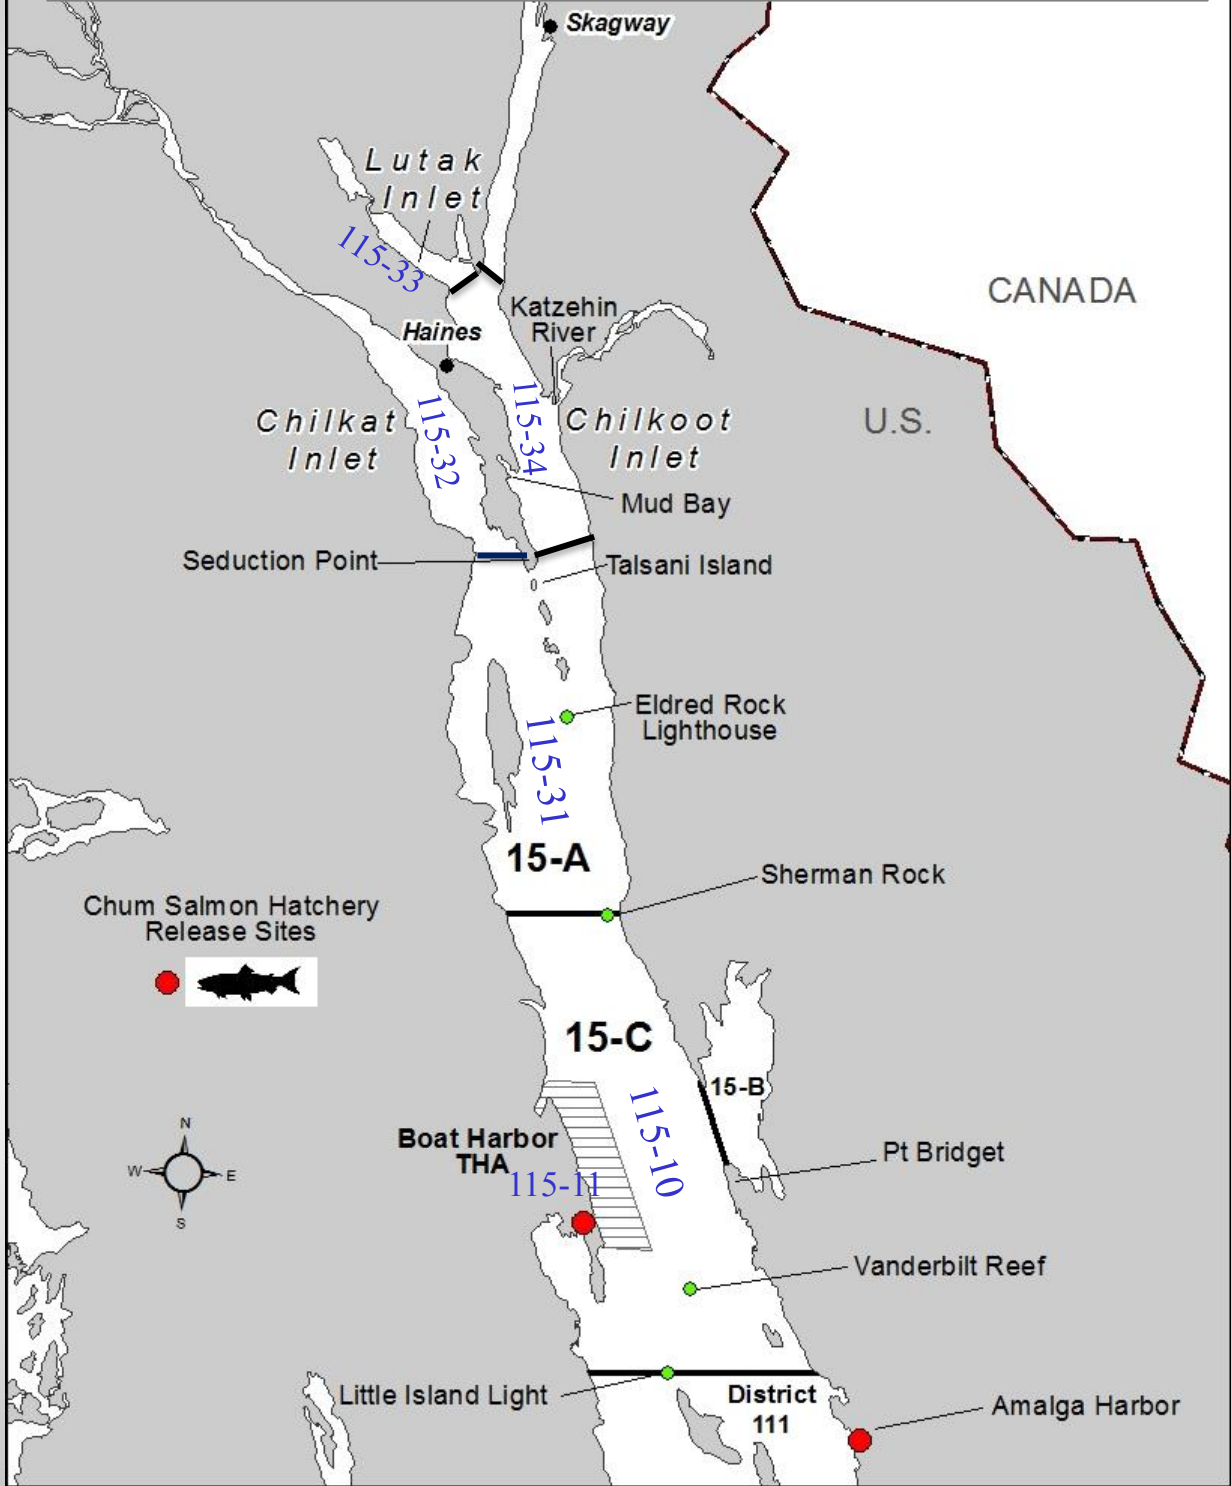 Skagway
Lutak
Inlet
115-33
CANADA
Katzehin
River
Haines
115-32
115-34
Chilkat
Inlet
Chilkoot
Inlet
U.S.
Mud Bay
Seduction Point
Talsani Island
Eldred Rock
Lighthouse
115-31
15-A
Sherman Rock
Chum Salmon Hatchery
Release Sites
15-C
15-B
115-10
Boat Harbor
THA
115-11
Pt Bridget
N
W
E
S
Vanderbilt Reef
Little Island Light
District
111
Amalga Harbor